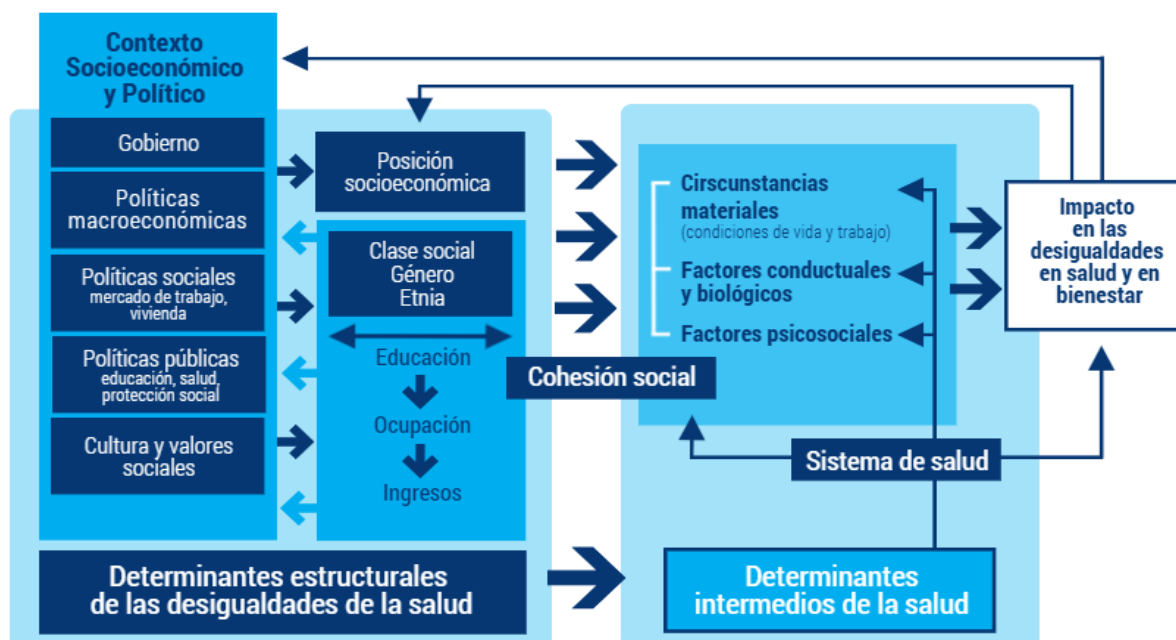 Contexto
Socioeconómico
y Político
Gobierno
Políticas
macroeconómicas
Políticas sociales
mercado de trabajo,
vivienda
Políticas públicas
educación, salud,
protección social
Cultura y valores
sociales
Posición
socioeconómica
Clase social
Género
Etnia
Educación
Ocupación
Ingresos
Determinantes estructurales
de las desigualdades de la salud
Cohesión social
Cirscunstancias
materiales
(condiciones de vida y trabajo)
Factores conductuales
y biológicos
Factores psicosociales
Sistema de salud
Determinantes
intermedios de la salud
Impacto
en las
desigualdades
en salud y en
bienestar